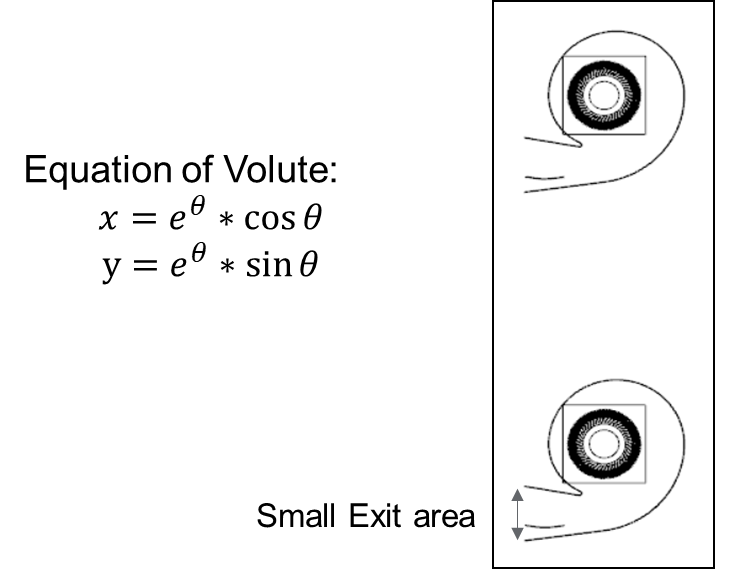 Equation of Volute:
𝑥 = 𝑒^𝜃 ∗ cos 𝜃
y = 𝑒^𝜃 ∗ sin 𝜃
Small Exit area